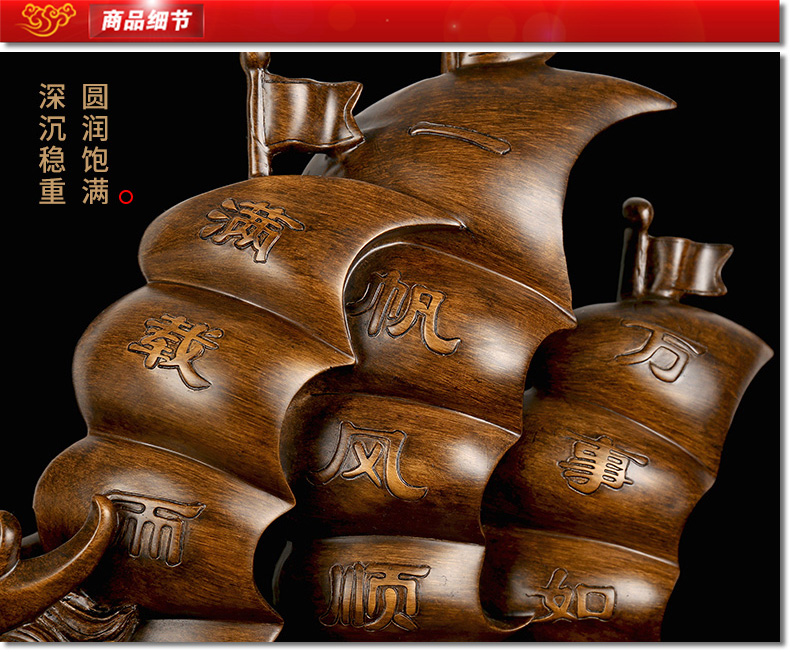 商品细节
圆润饱满
深沉稳重
一帆风顺
满载而
万事如